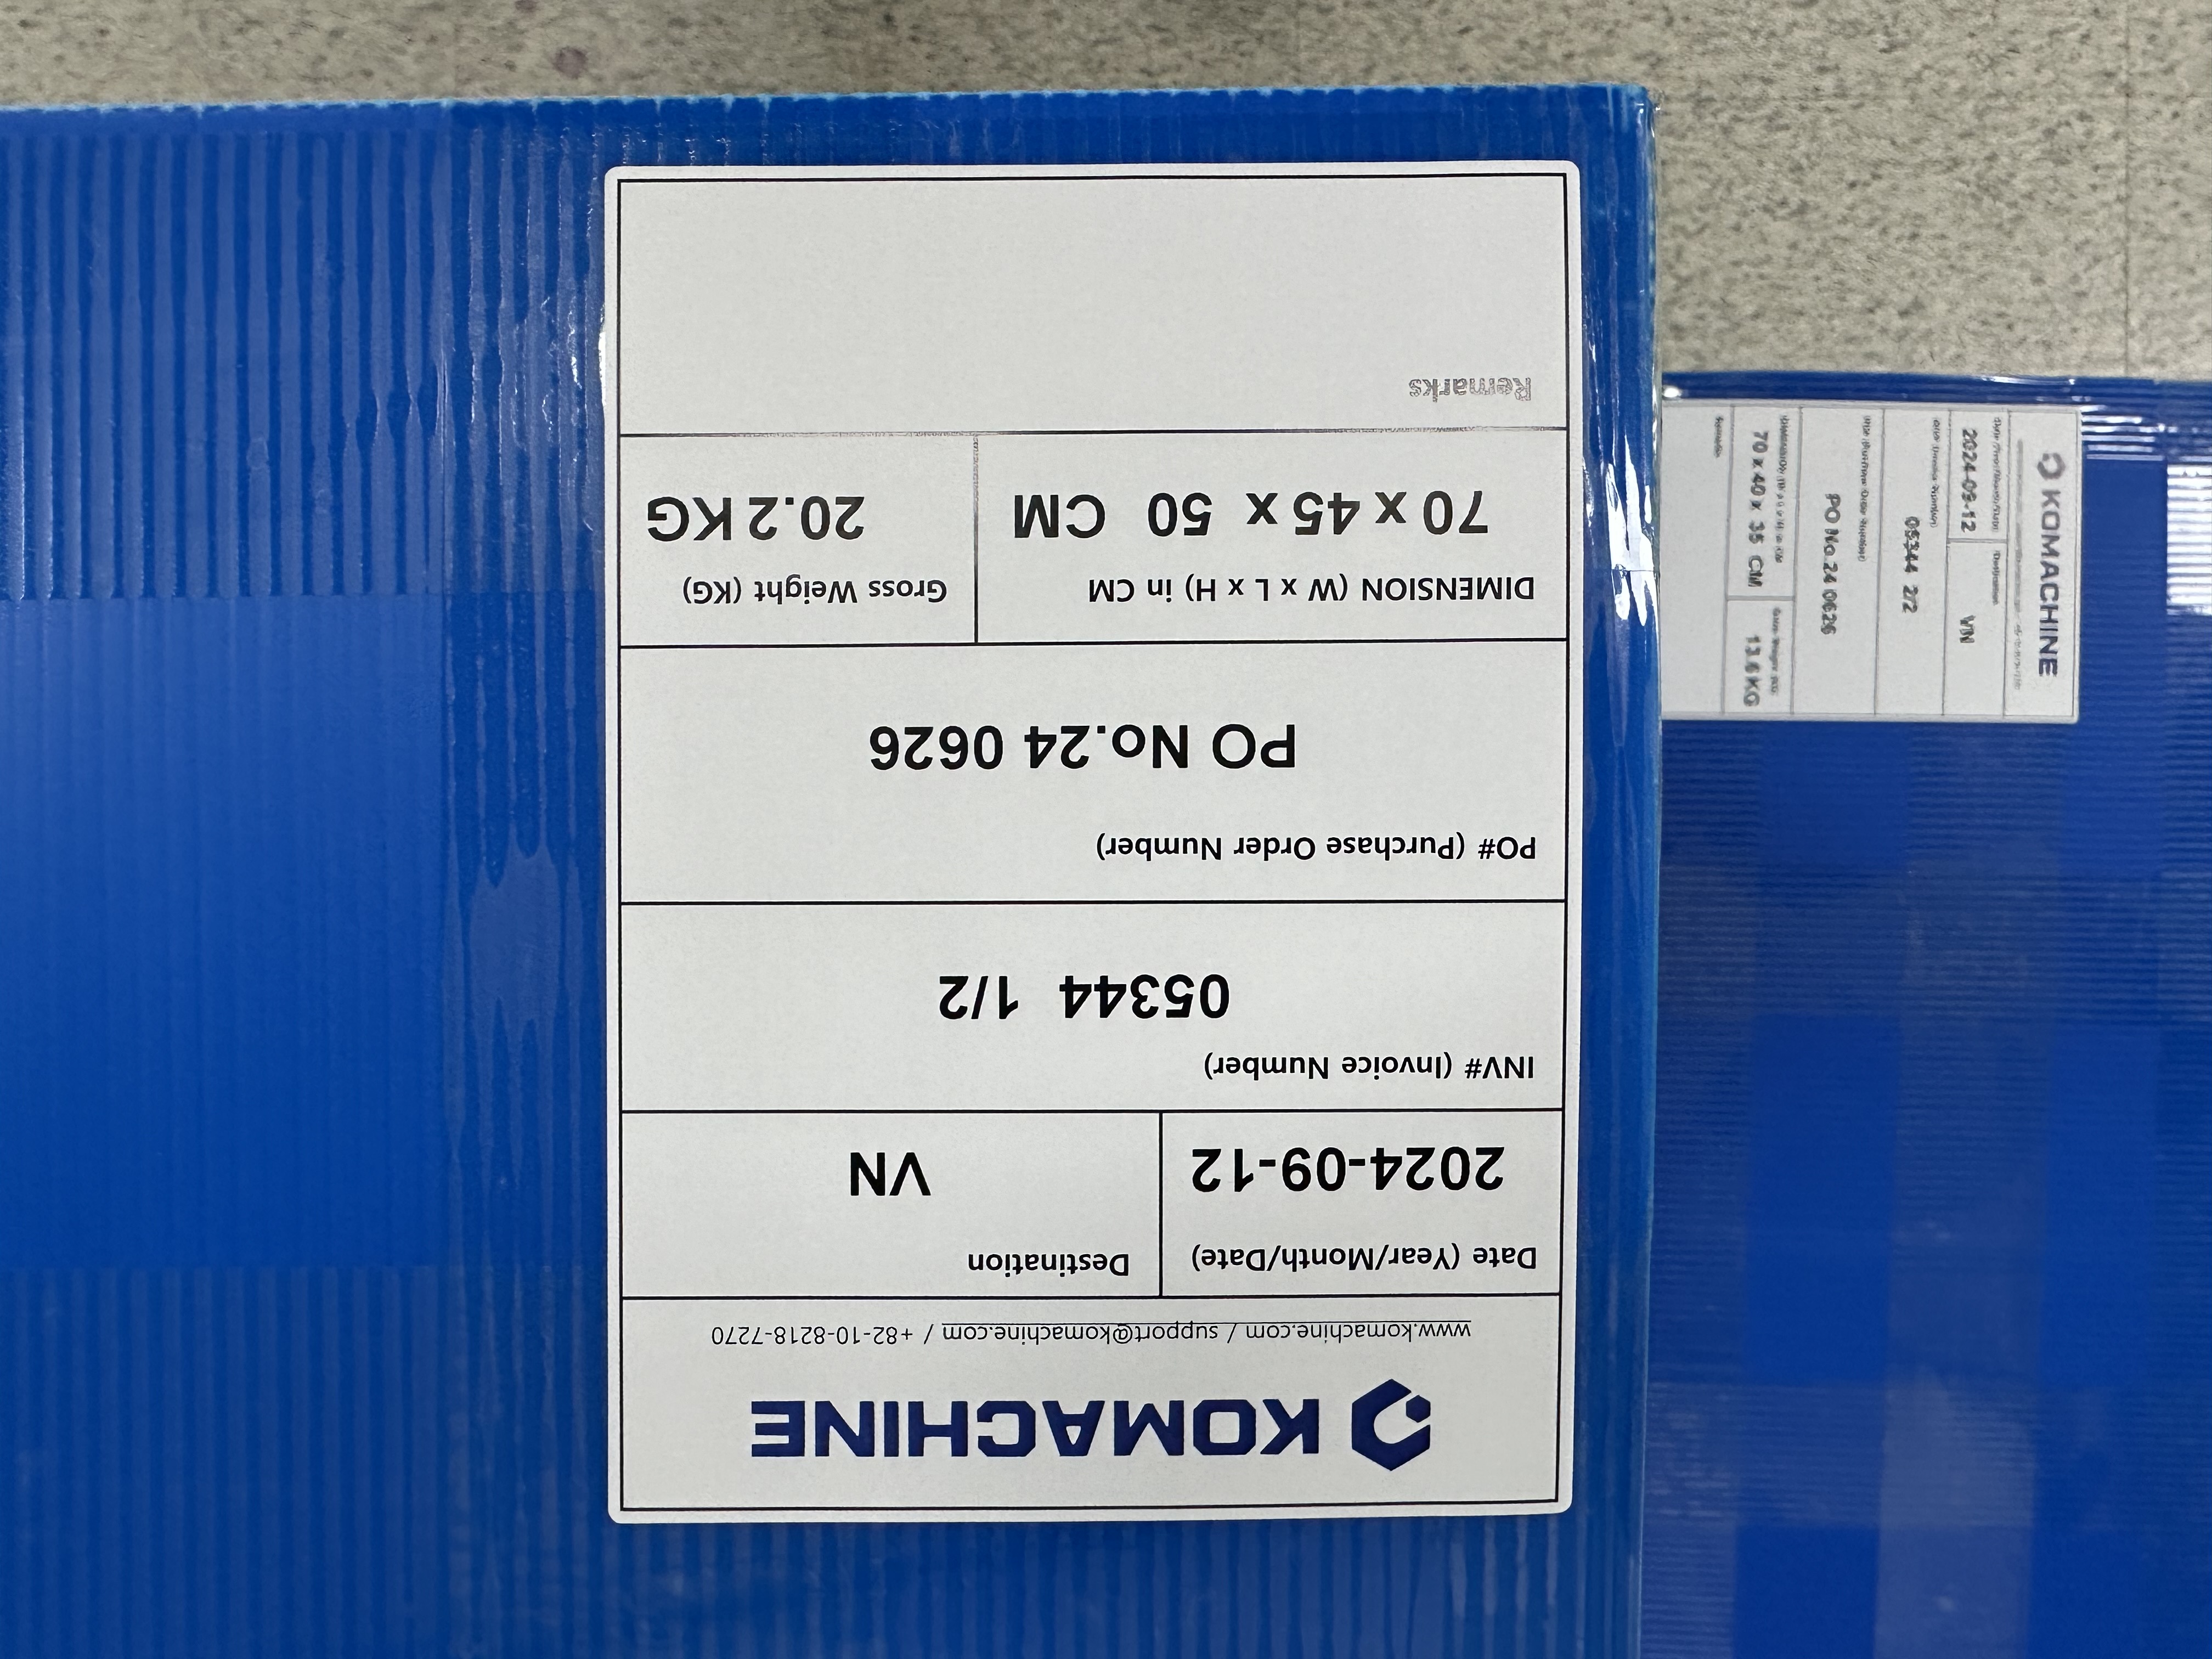 KOMACHINE
www.komachine.com / support@komachine.com / +82-10-8218-7270
Date (Year/Month/Date) Destination
2024-09-12 VN
INV# (Invoice Number)
05344 1/2
PO# (Purchase Order Number)
PO No.24 0626
DIMENSION (W x L x H) in CM Gross Weight (KG)
70 x 45 x 50 CM 20.2 KG
Remarks
KOMACHINE
2024-09-12 VN
05344 2/2
PO No.24 0626
70 x 40 x 35 CM 13.6 KG